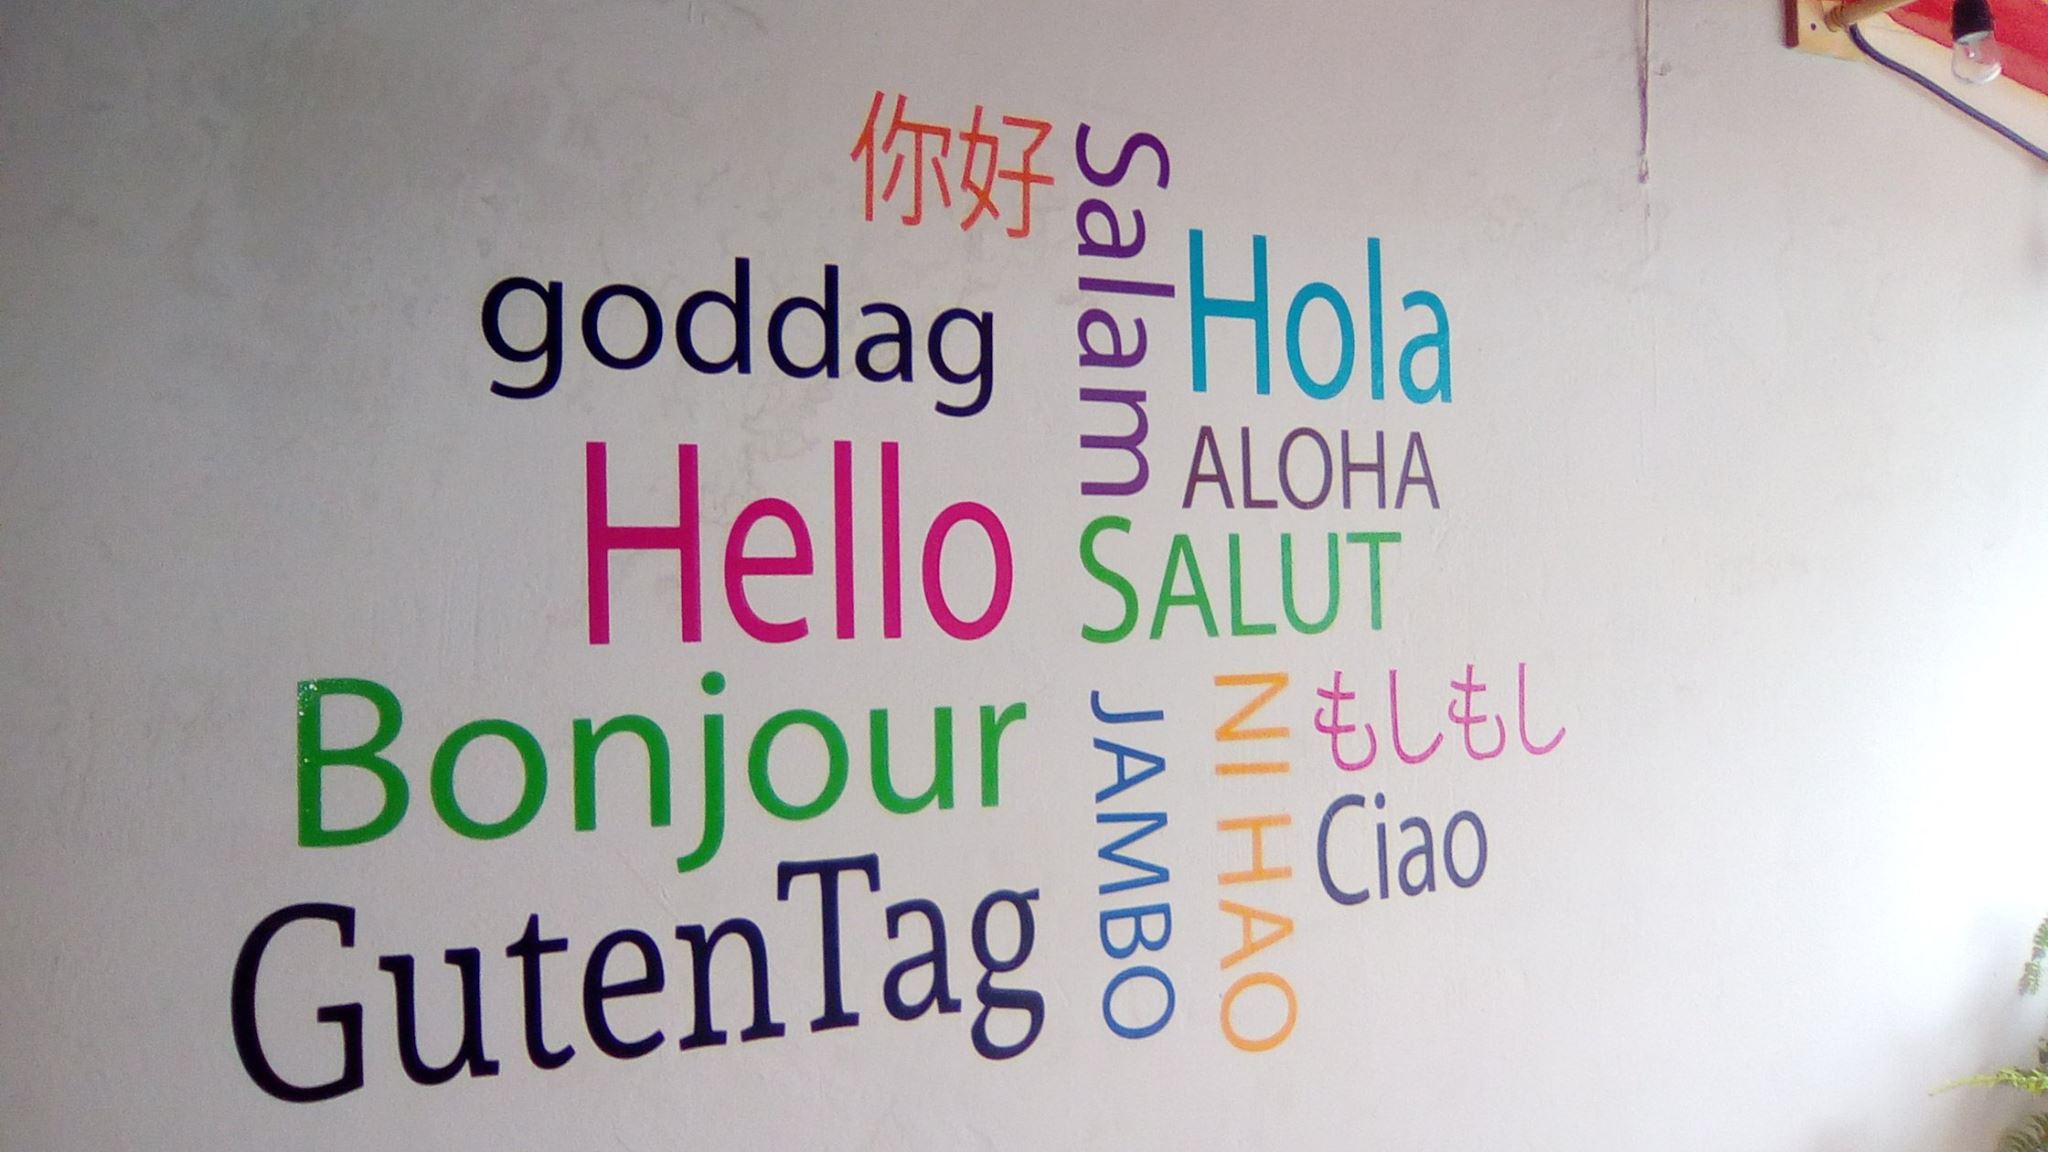 你好
Salam
Hola
goddag
ALOHA
Hello
SALUT
Bonjour
JAMBO
NI HAO
もしもし
Ciao
GutenTag